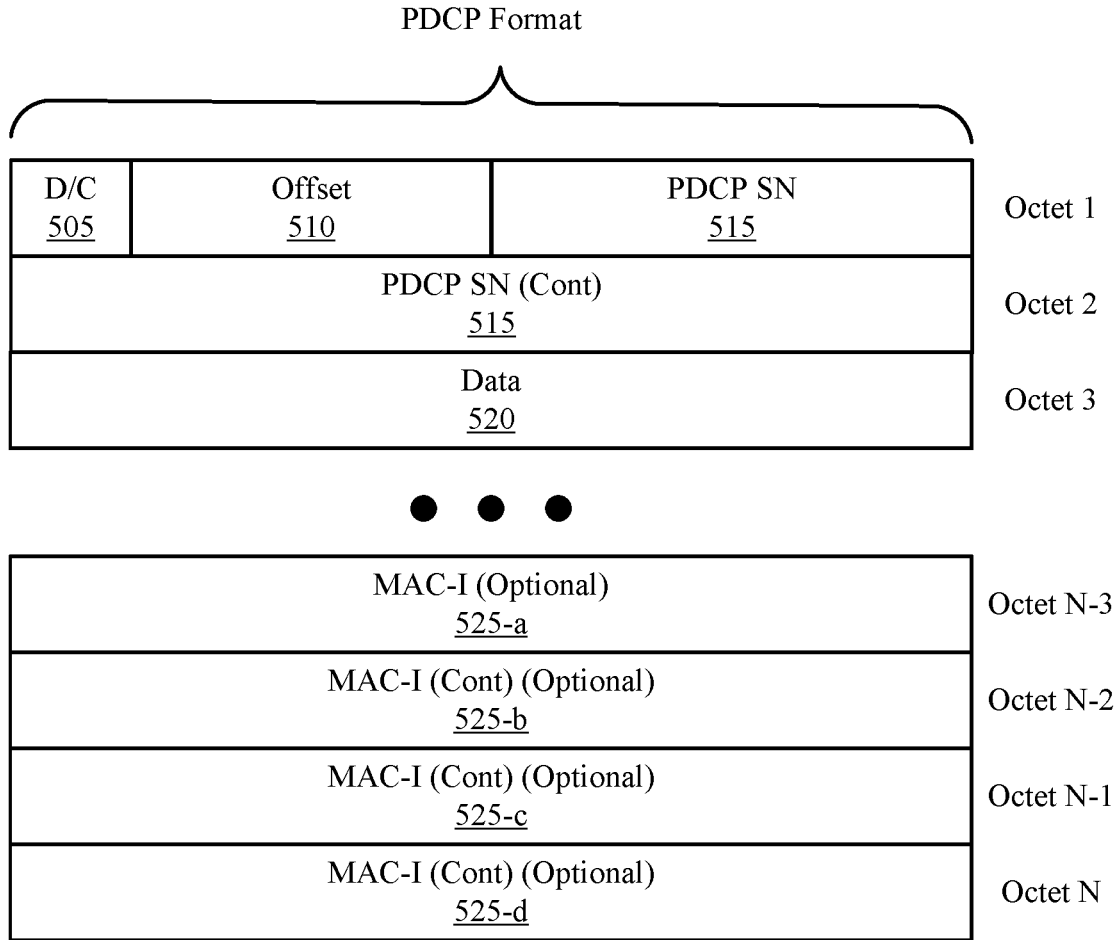 PDCP Format
D/C Offset PDCP SN Octet 1
505 510 515
PDCP SN (Cont) Octet 2
515
Data Octet 3
520
MAC-I (Optional) Octet N-3
525-a
MAC-I (Cont) (Optional) Octet N-2
525-b
MAC-I (Cont) (Optional) Octet N-1
525-c
MAC-I (Cont) (Optional) Octet N
525-d